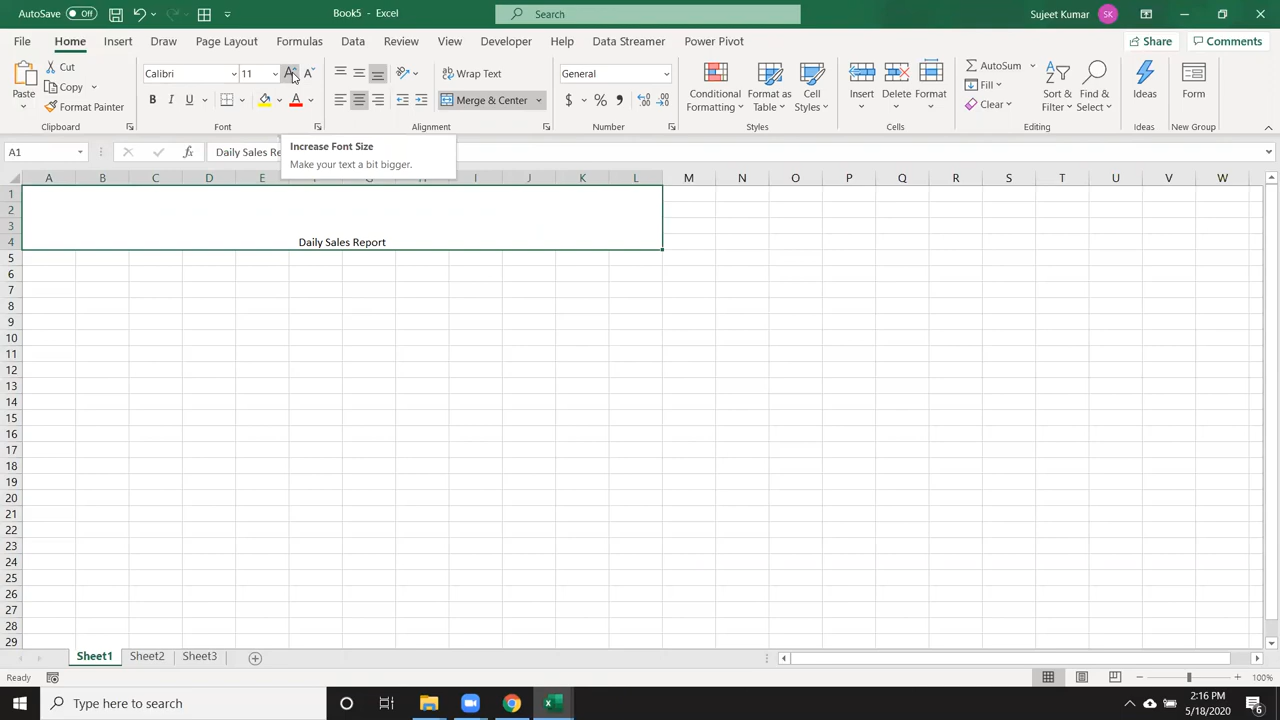 AutoSave Off Book5 - Excel Search Sujeet Kumar SK
File Home Insert Draw Page Layout Formulas Data Review View Developer Help Data Streamer Power Pivot Share Comments
Paste Cut Copy Format Painter Clipboard
Calibri 11 B I U A Font
Wrap Text Merge & Center Alignment
General $ % Number
Conditional Formatting Format as Table Cell Styles Styles
Insert Delete Format Cells
AutoSum Fill Clear Sort & Filter Find & Select Editing
Ideas Ideas
Form New Group
A1 fx Daily Sales Re
Increase Font Size
Make your text a bit bigger.
A B C D E H I J K L M N O P Q R S T U V W
1
2
3
4 Daily Sales Report
5
6
7
8
9
10
11
12
13
14
15
16
17
18
19
20
21
22
23
24
25
26
27
28
29
Sheet1 Sheet2 Sheet3
Ready 100%
Type here to search 2:16 PM
5/18/2020 6